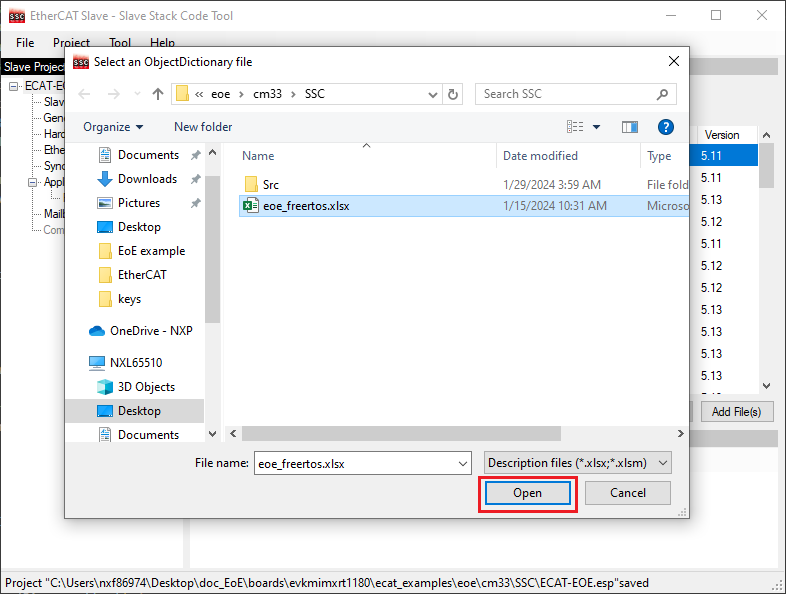 EtherCAT Slave - Slave Stack Code Tool
File Project Tool Help
Slave Project
ECAT-EO
Slav
Gene
Hard
Ethe
Sync
Appl
Mailb
Com
Select an ObjectDictionary file
« eoe > cm33 > SSC
Search SSC
Organize New folder
Documents
Downloads
Pictures
Desktop
EoE example
EtherCAT
keys
OneDrive - NXP
NXL65510
3D Objects
Desktop
Documents
Name Date modified Type
Src 1/29/2024 3:59 AM File fold
eoe_freertos.xlsx 1/15/2024 10:31 AM Microso
File name: eoe_freertos.xlsx Description files (*.xlsx;*.xlsm)
Open Cancel
Version
5.11
5.11
5.13
5.12
5.11
5.12
5.12
5.13
5.13
5.13
5.13
Add File(s)
Project "C:\Users\nxf86974\Desktop\doc_EoE\boards\evkmimxrt1180\ecat_examples\eoe\cm33\SSC\ECAT-EOE.esp"saved